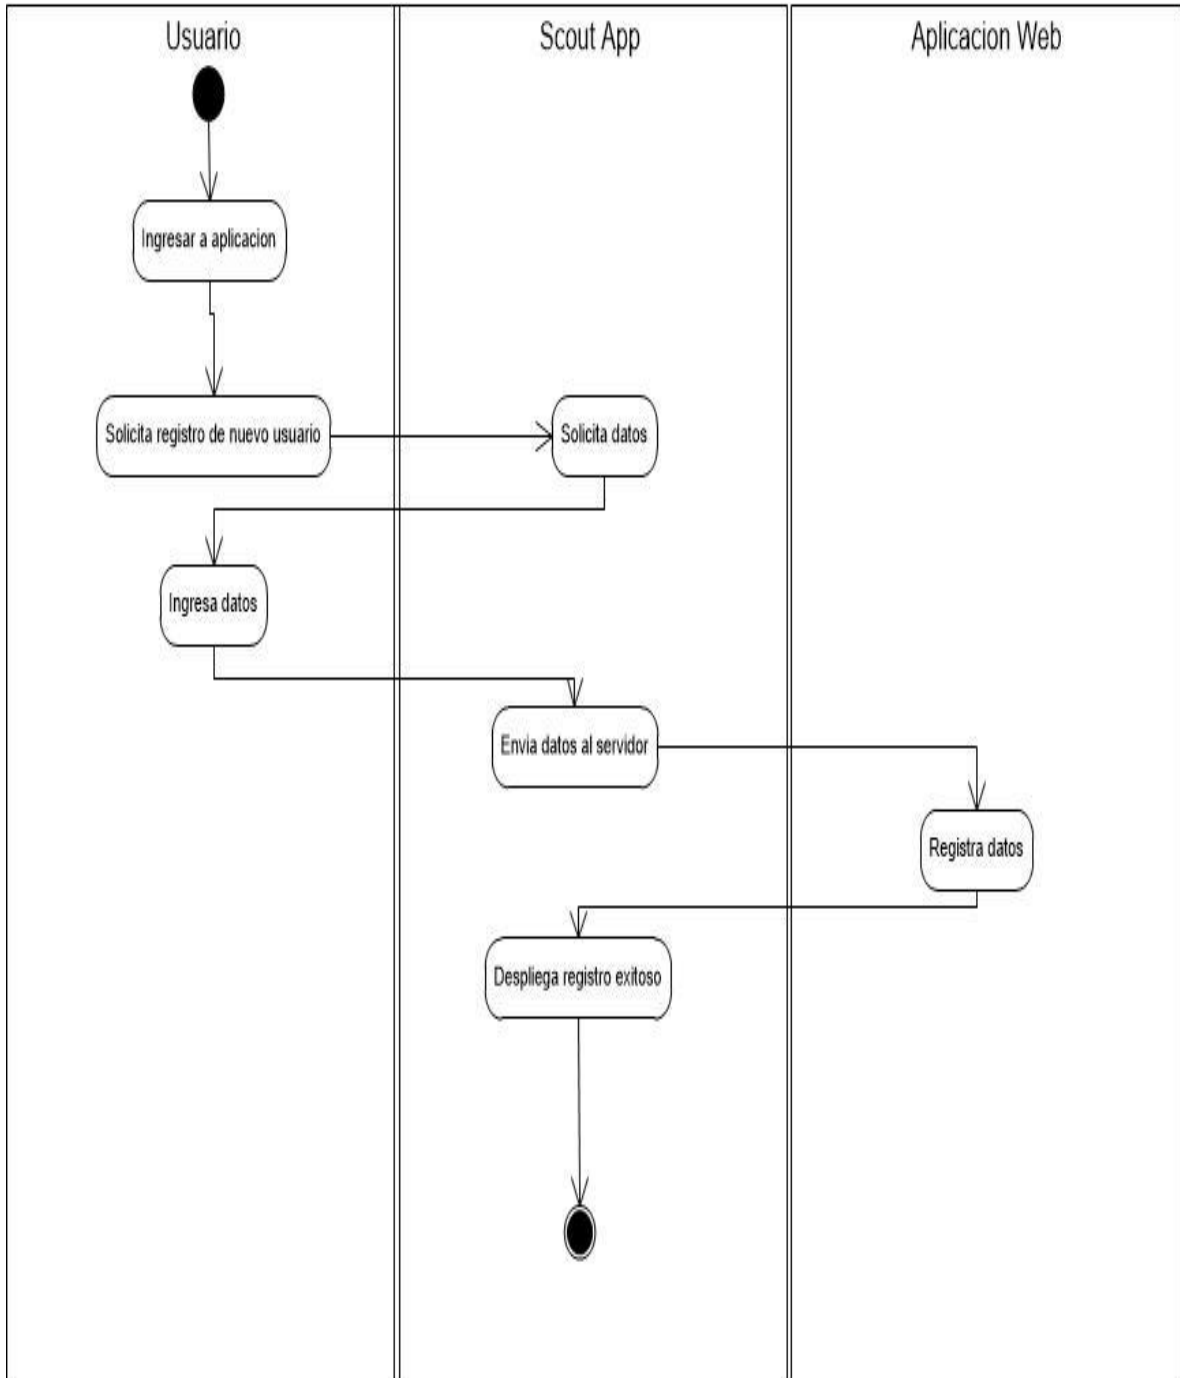 Usuario
Scout App
Aplicacion Web
Ingresar a aplicacion
Solicita registro de nuevo usuario
Solicita datos
Ingresa datos
Envia datos al servidor
Registra datos
Despliega registro exitoso